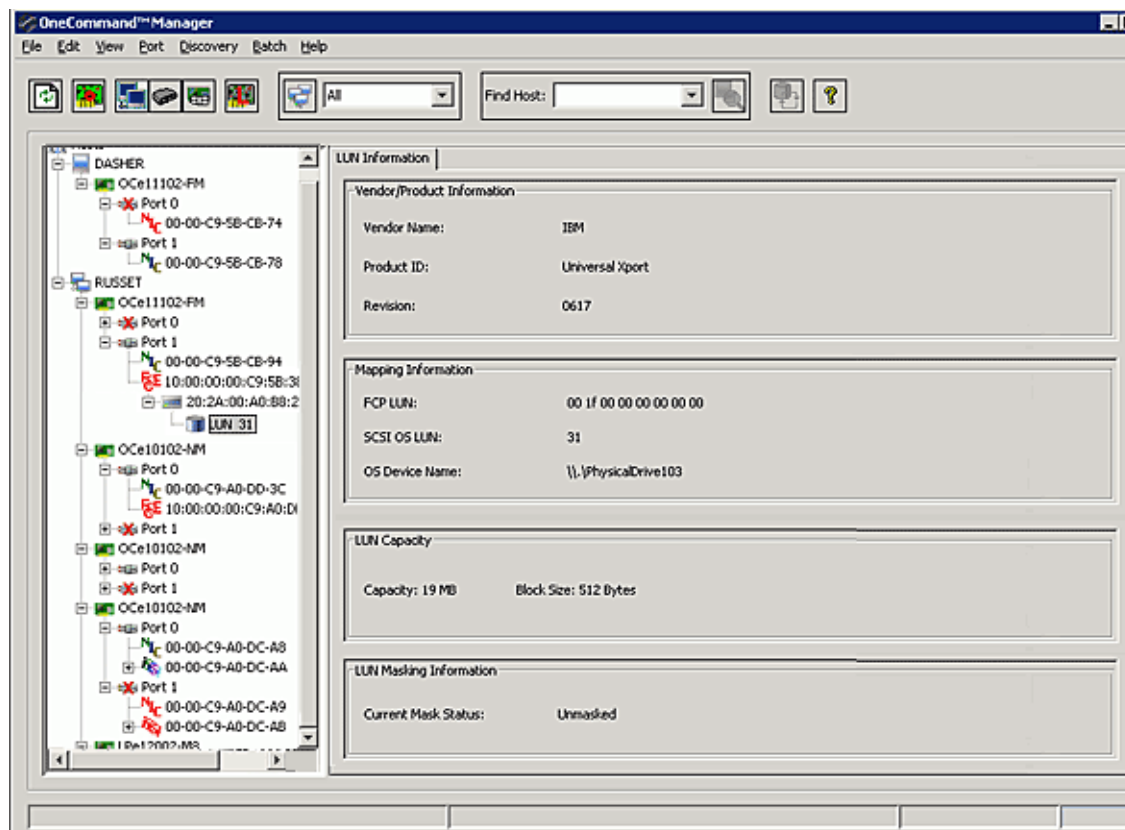 OneCommand™ Manager
File Edit View Port Discovery Batch Help
All
Find Host:
DASHER
OCe11102-FM
Port 0
00-00-C9-5B-CB-74
Port 1
00-00-C9-5B-CB-78
RUSSET
OCe11102-FM
Port 0
Port 1
00-00-C9-5B-CB-94
10:00:00:00:C9:5B:38
20:2A:00:A0:B8:2
LUN 31
OCe10102-NM
Port 0
00-00-C9-A0-DD-3C
10:00:00:00:C9:A0:D
Port 1
OCe10102-NM
Port 0
Port 1
OCe10102-NM
Port 0
00-00-C9-A0-DC-A8
00-00-C9-A0-DC-AA
Port 1
00-00-C9-A0-DC-A9
00-00-C9-A0-DC-AB
LPe12002-M8
LUN Information
Vendor/Product Information
Vendor Name: IBM
Product ID: Universal Xport
Revision: 0617
Mapping Information
FCP LUN: 00 1f 00 00 00 00 00 00
SCSI OS LUN: 31
OS Device Name: \\.\PhysicalDrive103
LUN Capacity
Capacity: 19 MB Block Size: 512 Bytes
LUN Masking Information
Current Mask Status: Unmasked